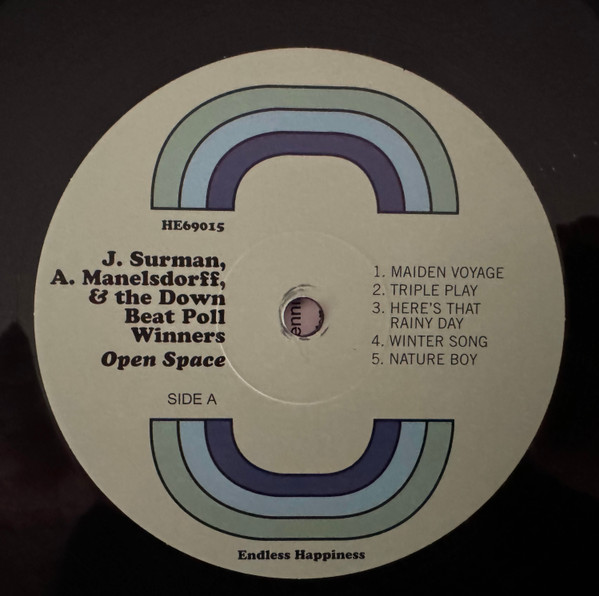 HE69015
J. Surman,
A. Manelsdorff,
& the Down
Beat Poll
Winners
Open Space
SIDE A
1. MAIDEN VOYAGE
2. TRIPLE PLAY
3. HERE'S THAT
RAINY DAY
4. WINTER SONG
5. NATURE BOY
Endless Happiness